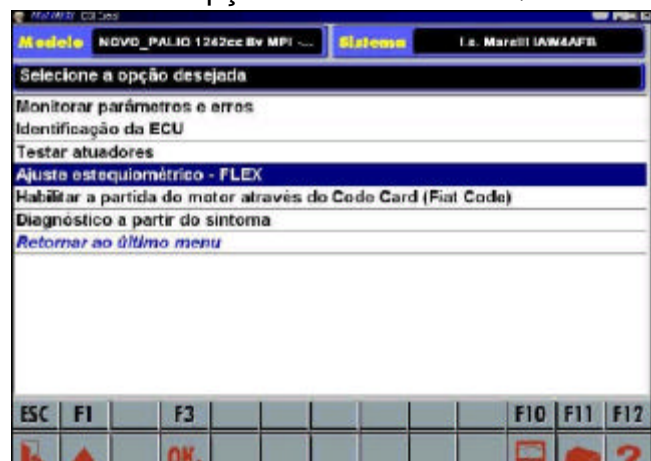 Modelo NOVO_PALIO 1242cc 8v MPI -... Sistema I.e. Marelli IAW4AFB
Selecione a opção desejada
Monitorar parâmetros e erros
Identificação da ECU
Testar atuadores
Ajuste estequiométrico - FLEX
Habilitar a partida do motor através do Code Card (Fiat Code)
Diagnóstico a partir do sintoma
Retornar ao último menu
ESC F1 F3 F10 F11 F12
OK. ?